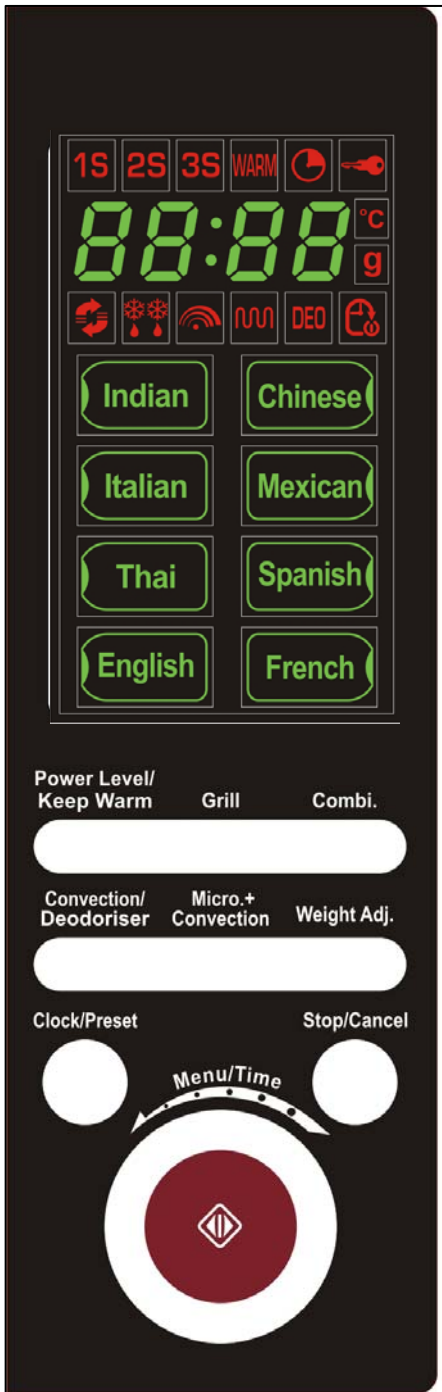 1S 2S 3S WARM
88:88 °C
g
DEO
Indian Chinese
Italian Mexican
Thai Spanish
English French
Power Level/
Keep Warm Grill Combi.
Convection/
Deodoriser
Micro.+
Convection
Weight Adj.
Clock/Preset Stop/Cancel
Menu/Time